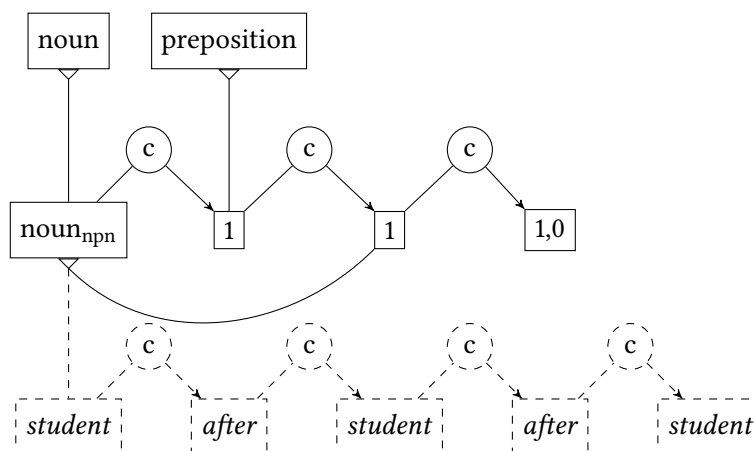 noun preposition
c c c
noun_npn 1 1 1,0
c c c c
student after student after student